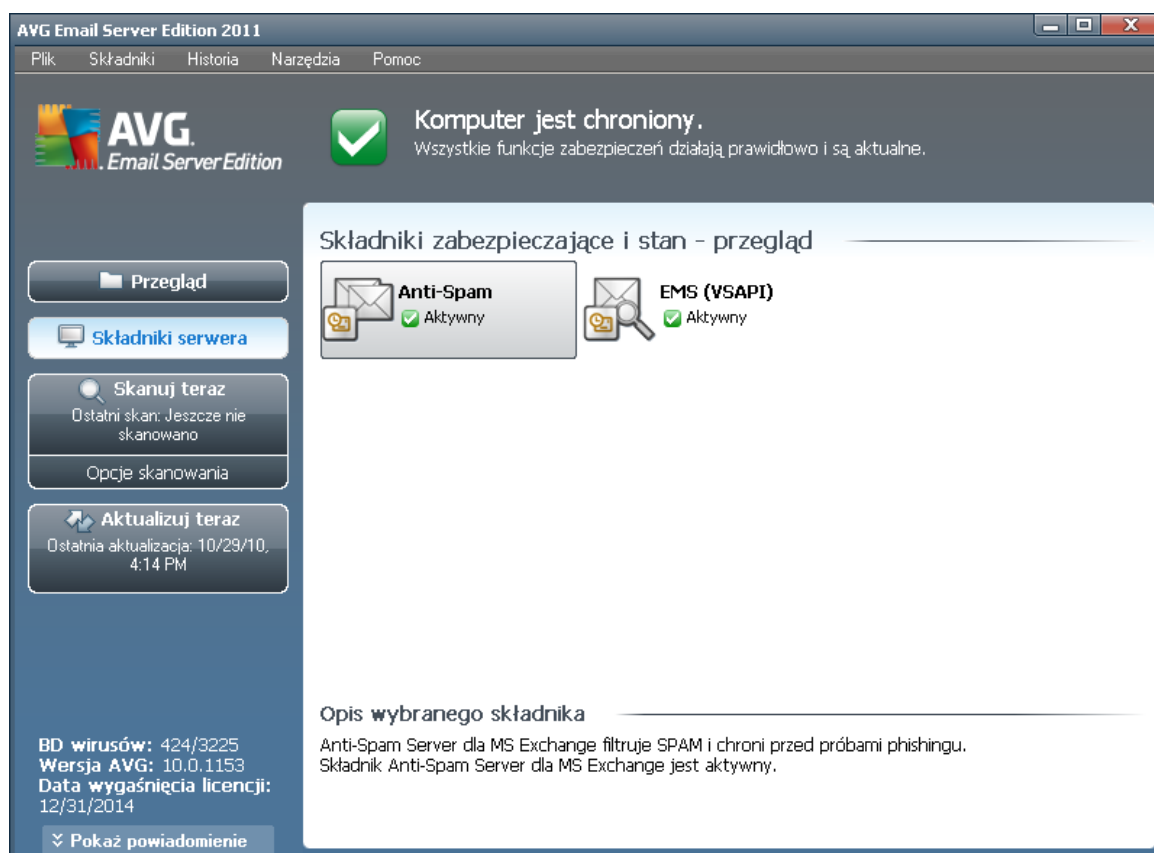 AVG Email Server Edition 2011
Plik Składniki Historia Narzędzia Pomoc
AVG.
Email Server Edition
Komputer jest chroniony.
Wszystkie funkcje zabezpieczeń działają prawidłowo i są aktualne.
Przegląd
Składniki serwera
Skanuj teraz
Ostatni skan: Jeszcze nie
skanowano
Opcje skanowania
Aktualizuj teraz
Ostatnia aktualizacja: 10/29/10,
4:14 PM
BD wirusów: 424/3225
Wersja AVG: 10.0.1153
Data wygaśnięcia licencji:
12/31/2014
Pokaż powiadomienie
Składniki zabezpieczające i stan - przegląd
Anti-Spam
Aktywny
EMS (VSAPI)
Aktywny
Opis wybranego składnika
Anti-Spam Server dla MS Exchange filtruje SPAM i chroni przed próbami phishingu.
Składnik Anti-Spam Server dla MS Exchange jest aktywny.